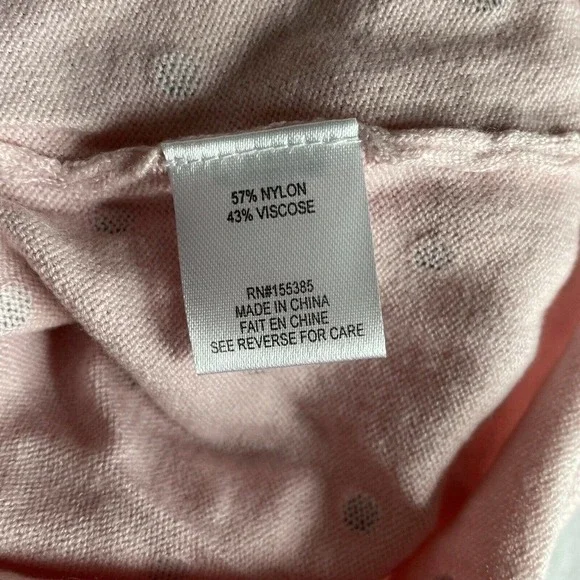 57% NYLON
43% VISCOSE
RN#155385
MADE IN CHINA
FAIT EN CHINE
SEE REVERSE FOR CARE